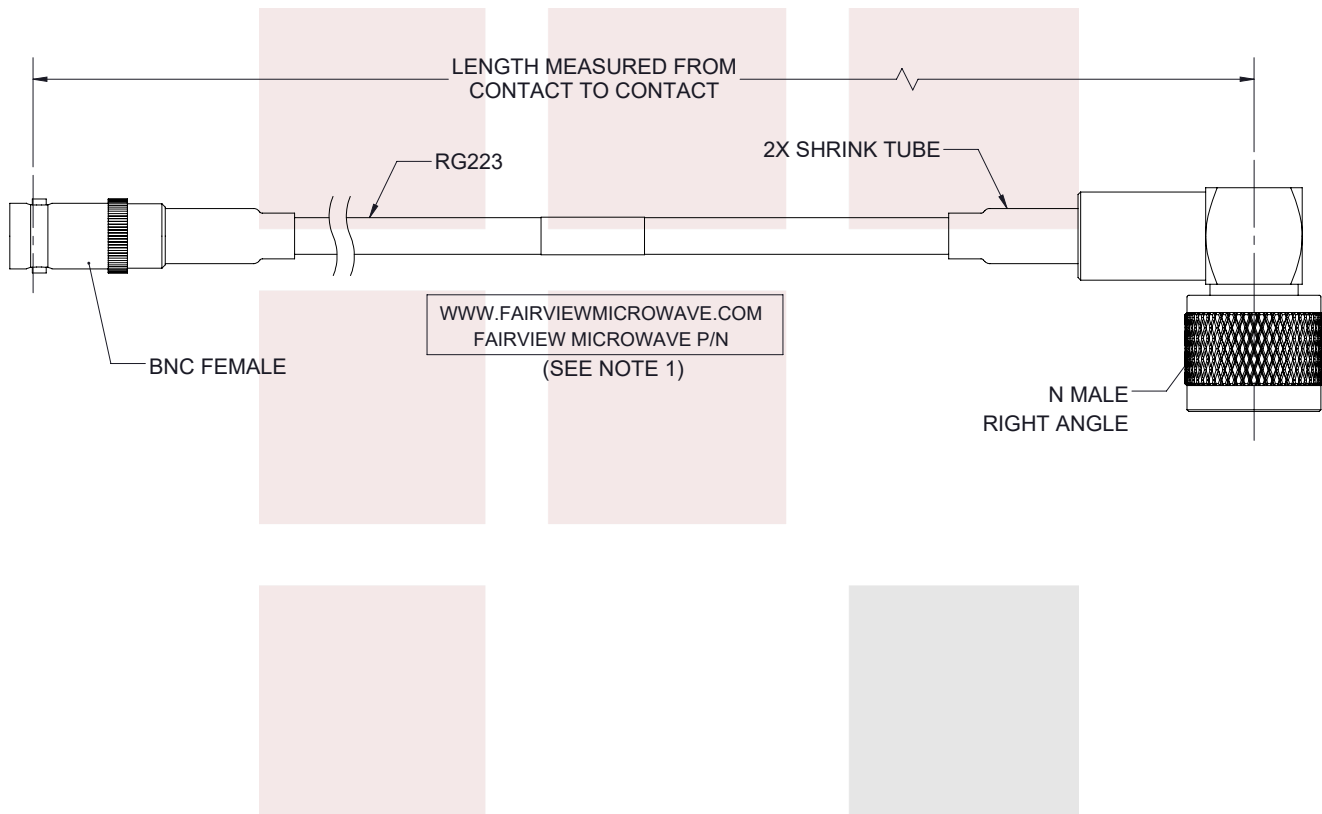 LENGTH MEASURED FROM
CONTACT TO CONTACT
RG223
2X SHRINK TUBE
WWW.FAIRVIEWMICROWAVE.COM
FAIRVIEW MICROWAVE P/N
(SEE NOTE 1)
BNC FEMALE
N MALE
RIGHT ANGLE